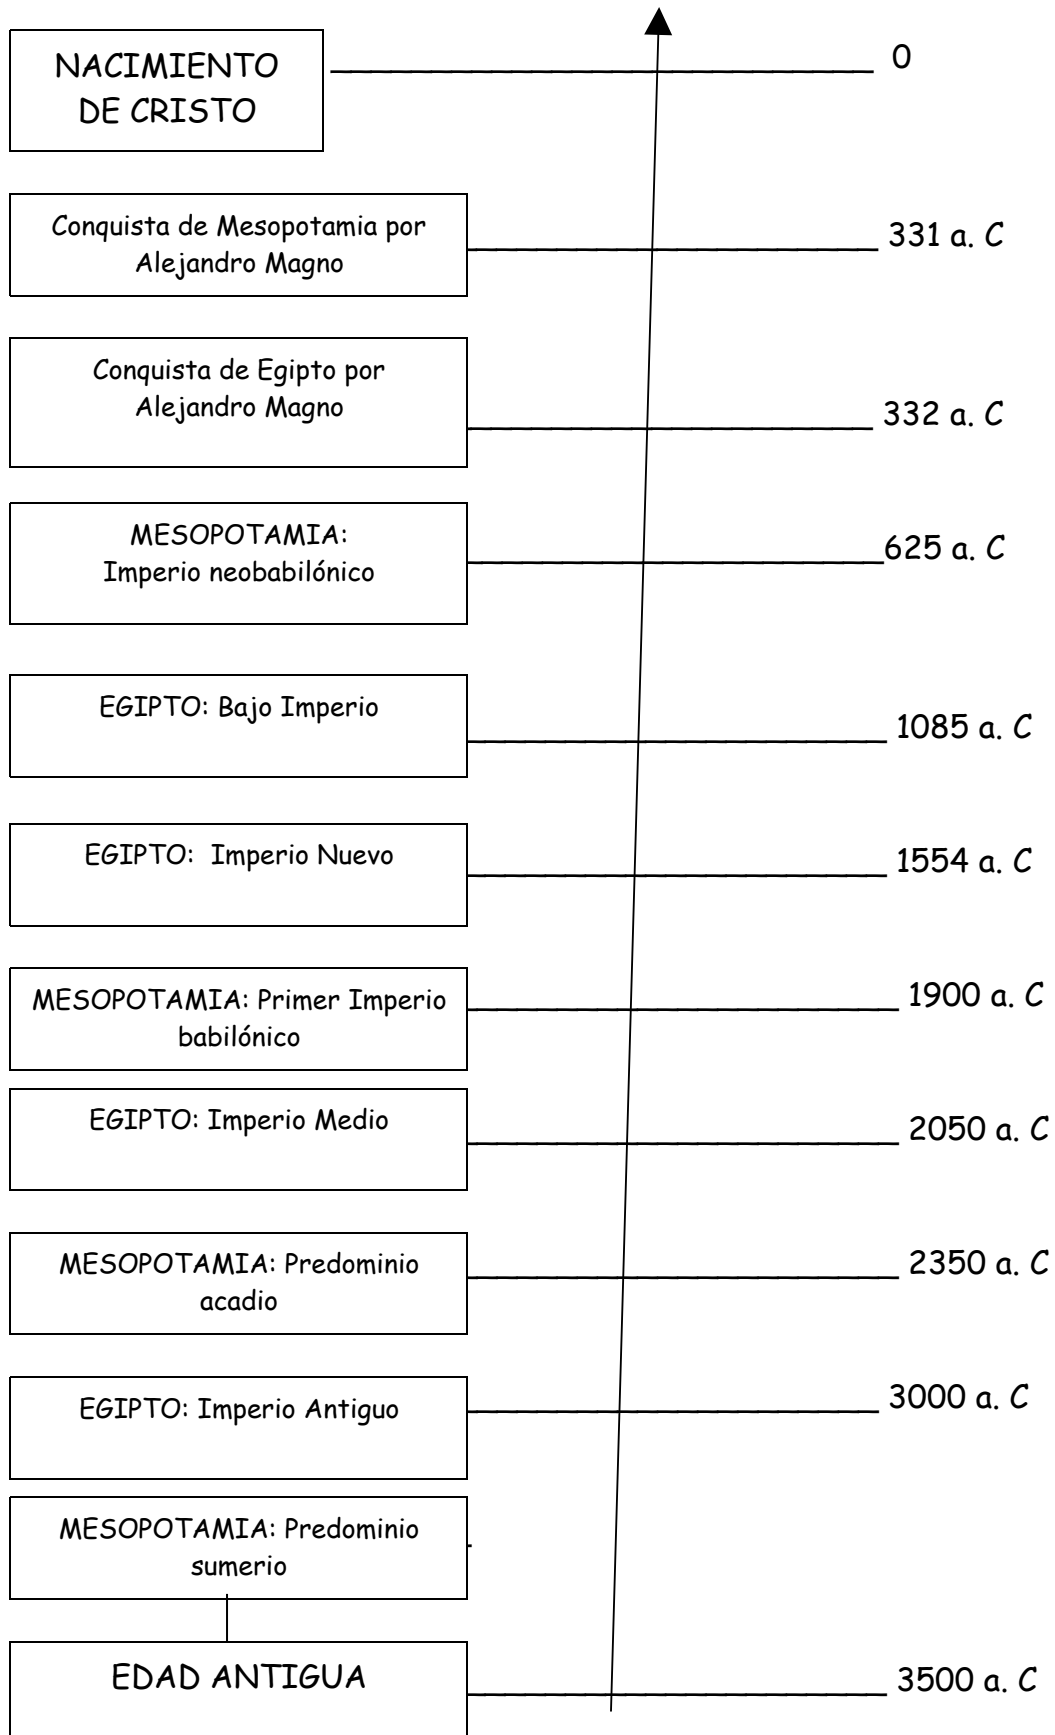 NACIMIENTO
DE CRISTO
0
Conquista de Mesopotamia por
Alejandro Magno
331 a. C
Conquista de Egipto por
Alejandro Magno
332 a. C
MESOPOTAMIA:
Imperio neobabilónico
625 a. C
EGIPTO: Bajo Imperio
1085 a. C
EGIPTO: Imperio Nuevo
1554 a. C
MESOPOTAMIA: Primer Imperio
babilónico
1900 a. C
EGIPTO: Imperio Medio
2050 a. C
MESOPOTAMIA: Predominio
acadio
2350 a. C
EGIPTO: Imperio Antiguo
3000 a. C
MESOPOTAMIA: Predominio
sumerio
EDAD ANTIGUA
3500 a. C